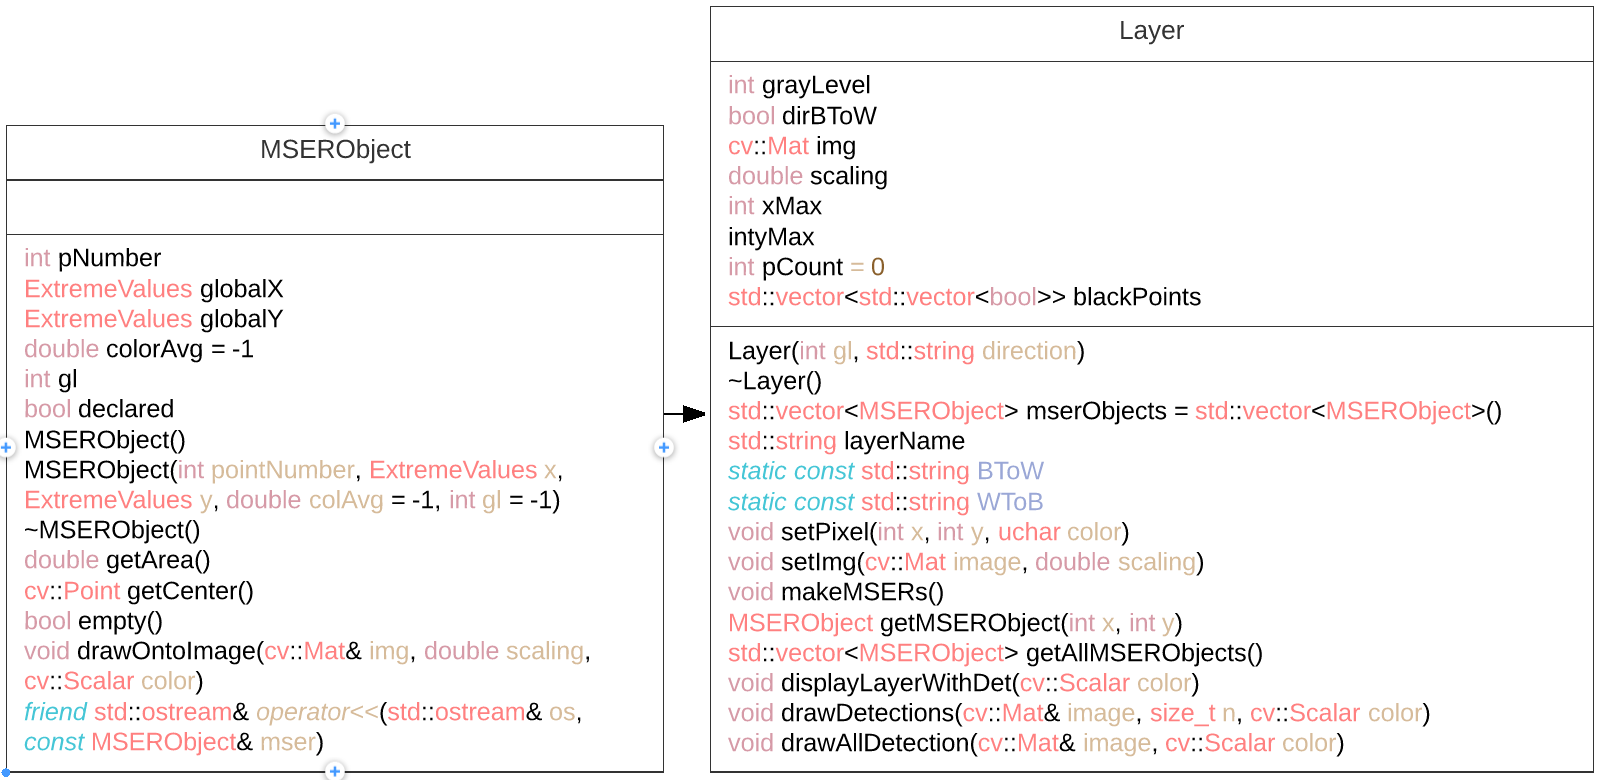 MSERObject
int pNumber
ExtremeValues globalX
ExtremeValues globalY
double colorAvg = -1
int gl
bool declared
MSERObject()
MSERObject(int pointNumber, ExtremeValues x,
ExtremeValues y, double colAvg = -1, int gl = -1)
~MSERObject()
double getArea()
cv::Point getCenter()
bool empty()
void drawOntoImage(cv::Mat& img, double scaling,
cv::Scalar color)
friend std::ostream& operator<<(std::ostream& os,
const MSERObject& mser)
Layer
int grayLevel
bool dirBToW
cv::Mat img
double scaling
int xMax
intyMax
int pCount = 0
std::vector<std::vector<bool>> blackPoints
Layer(int gl, std::string direction)
~Layer()
std::vector<MSERObject> mserObjects = std::vector<MSERObject>()
std::string layerName
static const std::string BToW
static const std::string WToB
void setPixel(int x, int y, uchar color)
void setImg(cv::Mat image, double scaling)
void makeMSERs()
MSERObject getMSERObject(int x, int y)
std::vector<MSERObject> getAllMSERObjects()
void displayLayerWithDet(cv::Scalar color)
void drawDetections(cv::Mat& image, size_t n, cv::Scalar color)
void drawAllDetection(cv::Mat& image, cv::Scalar color)